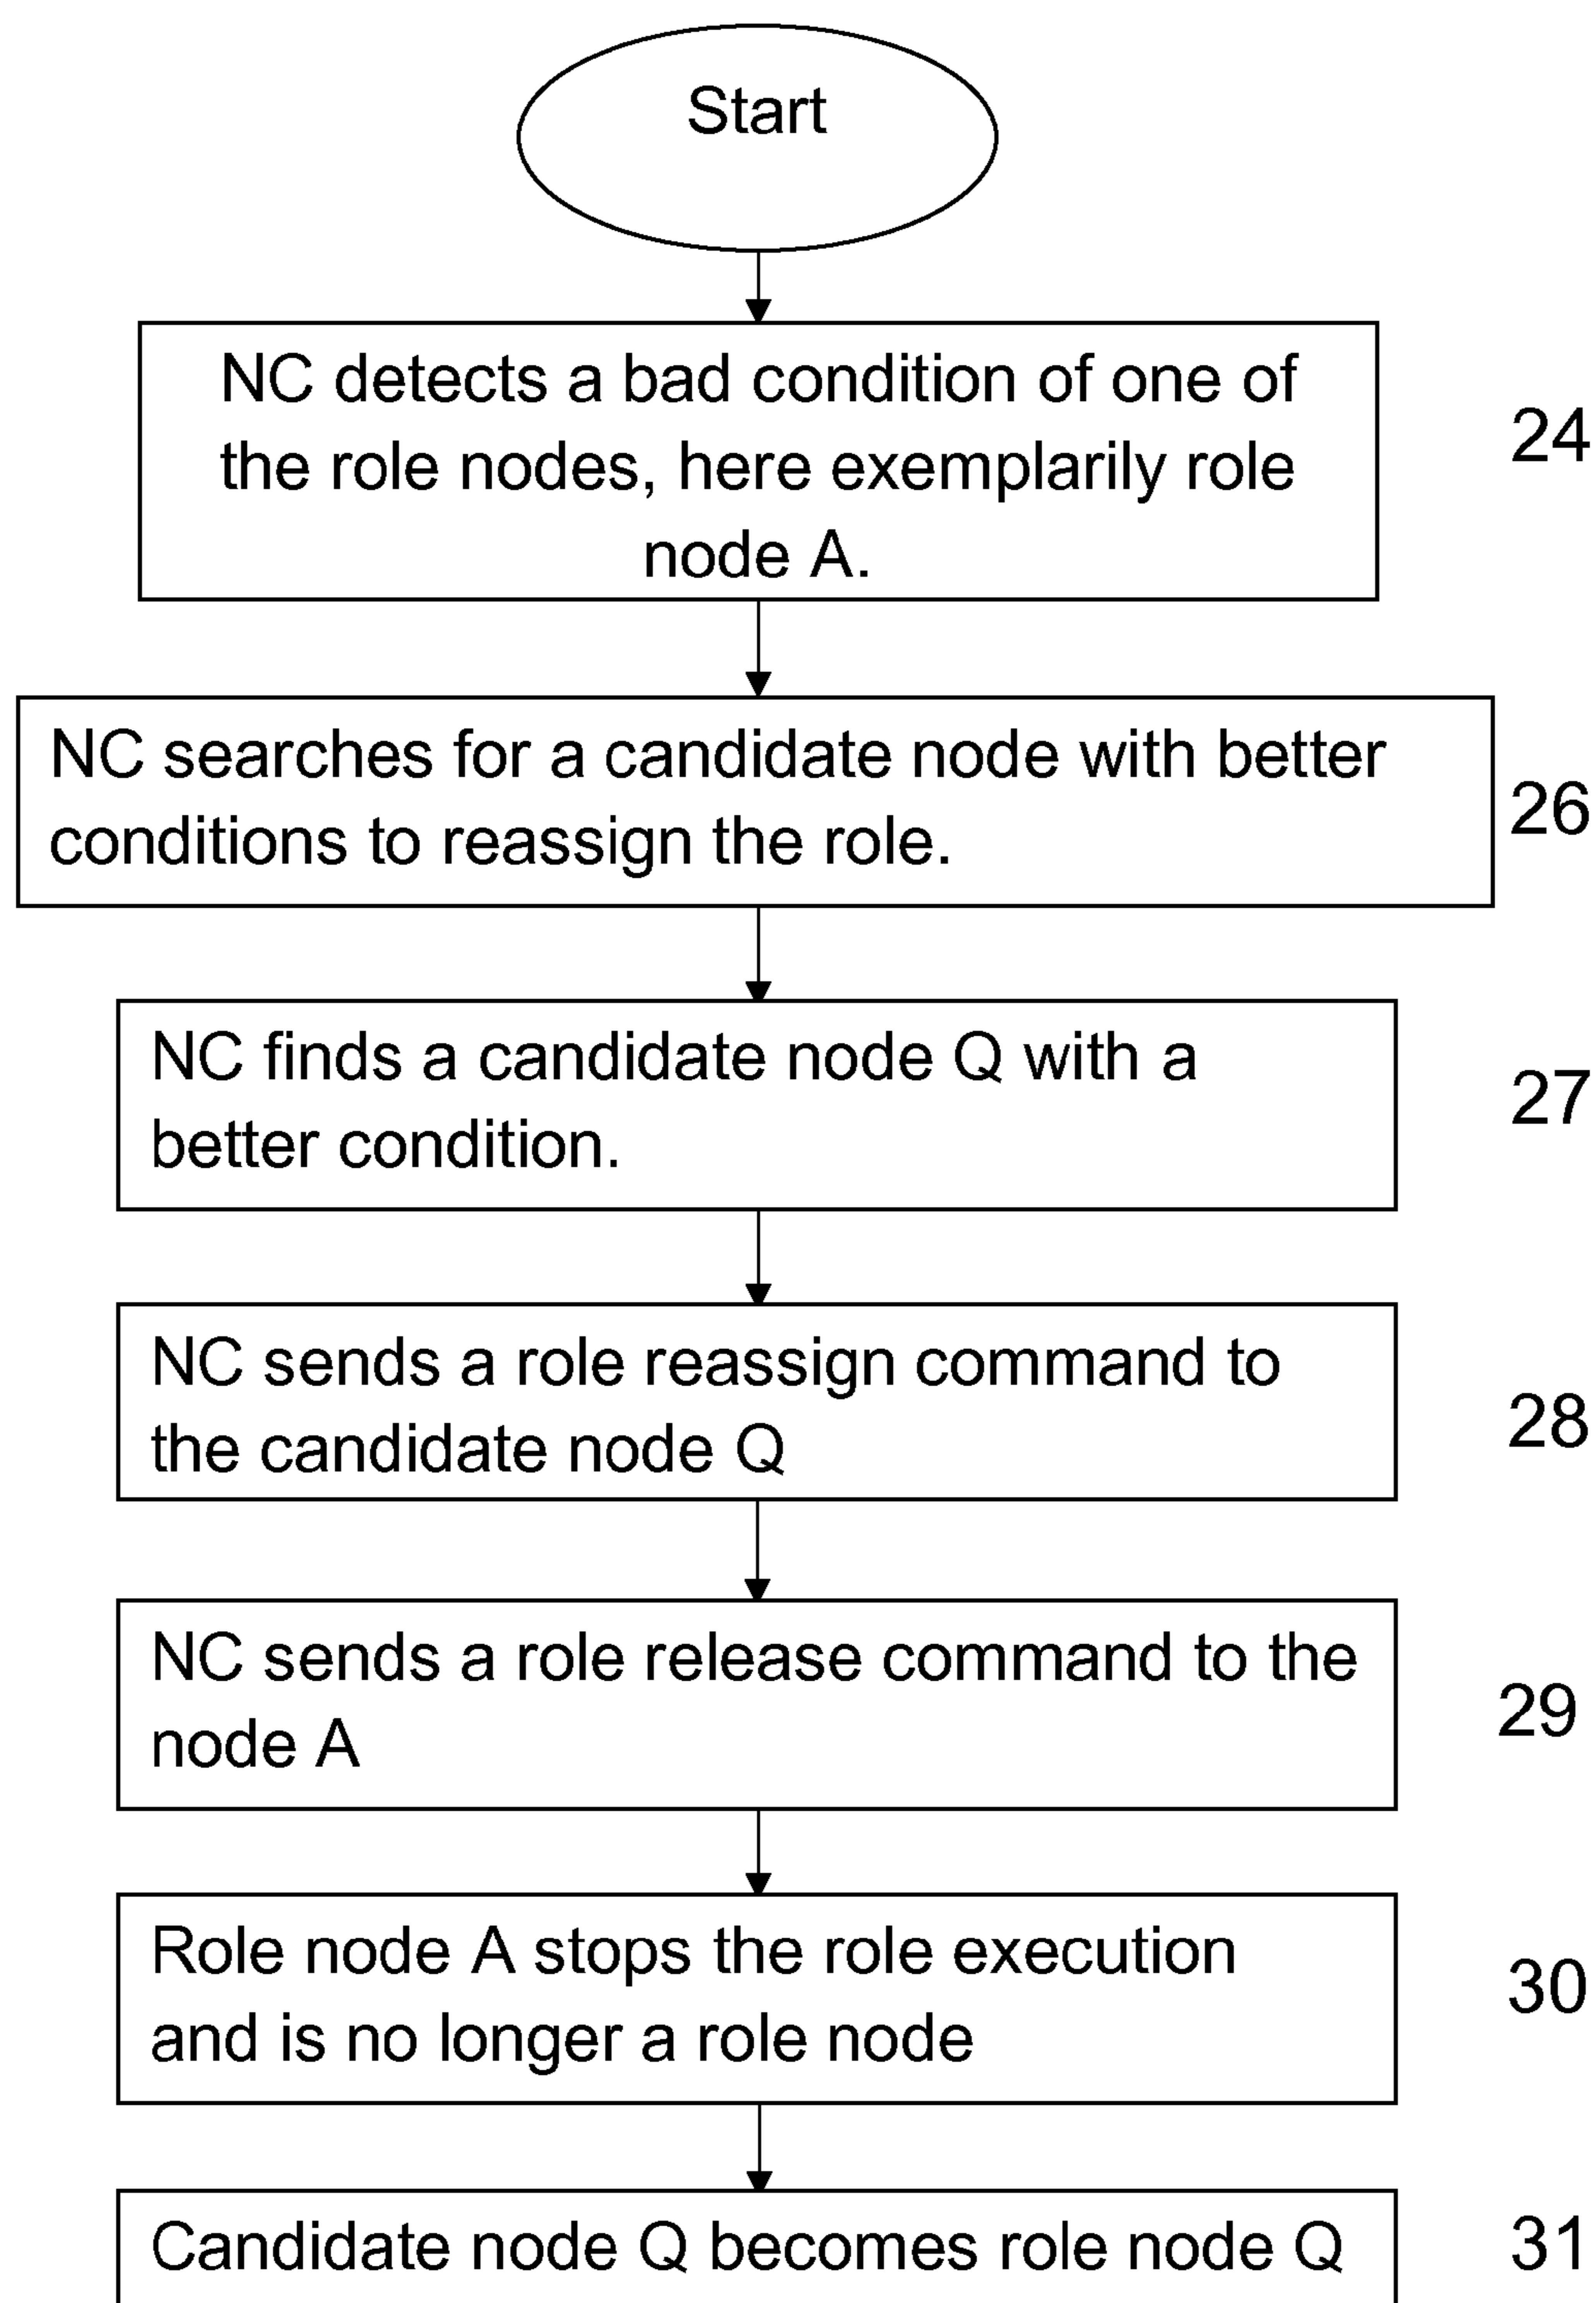 Start
NC detects a bad condition of one of
the role nodes, here exemplarily role
node A.
24
NC searches for a candidate node with better
conditions to reassign the role.
26
NC finds a candidate node Q with a
better condition.
27
NC sends a role reassign command to
the candidate node Q
28
NC sends a role release command to the
node A
29
Role node A stops the role execution
and is no longer a role node
30
Candidate node Q becomes role node Q
31